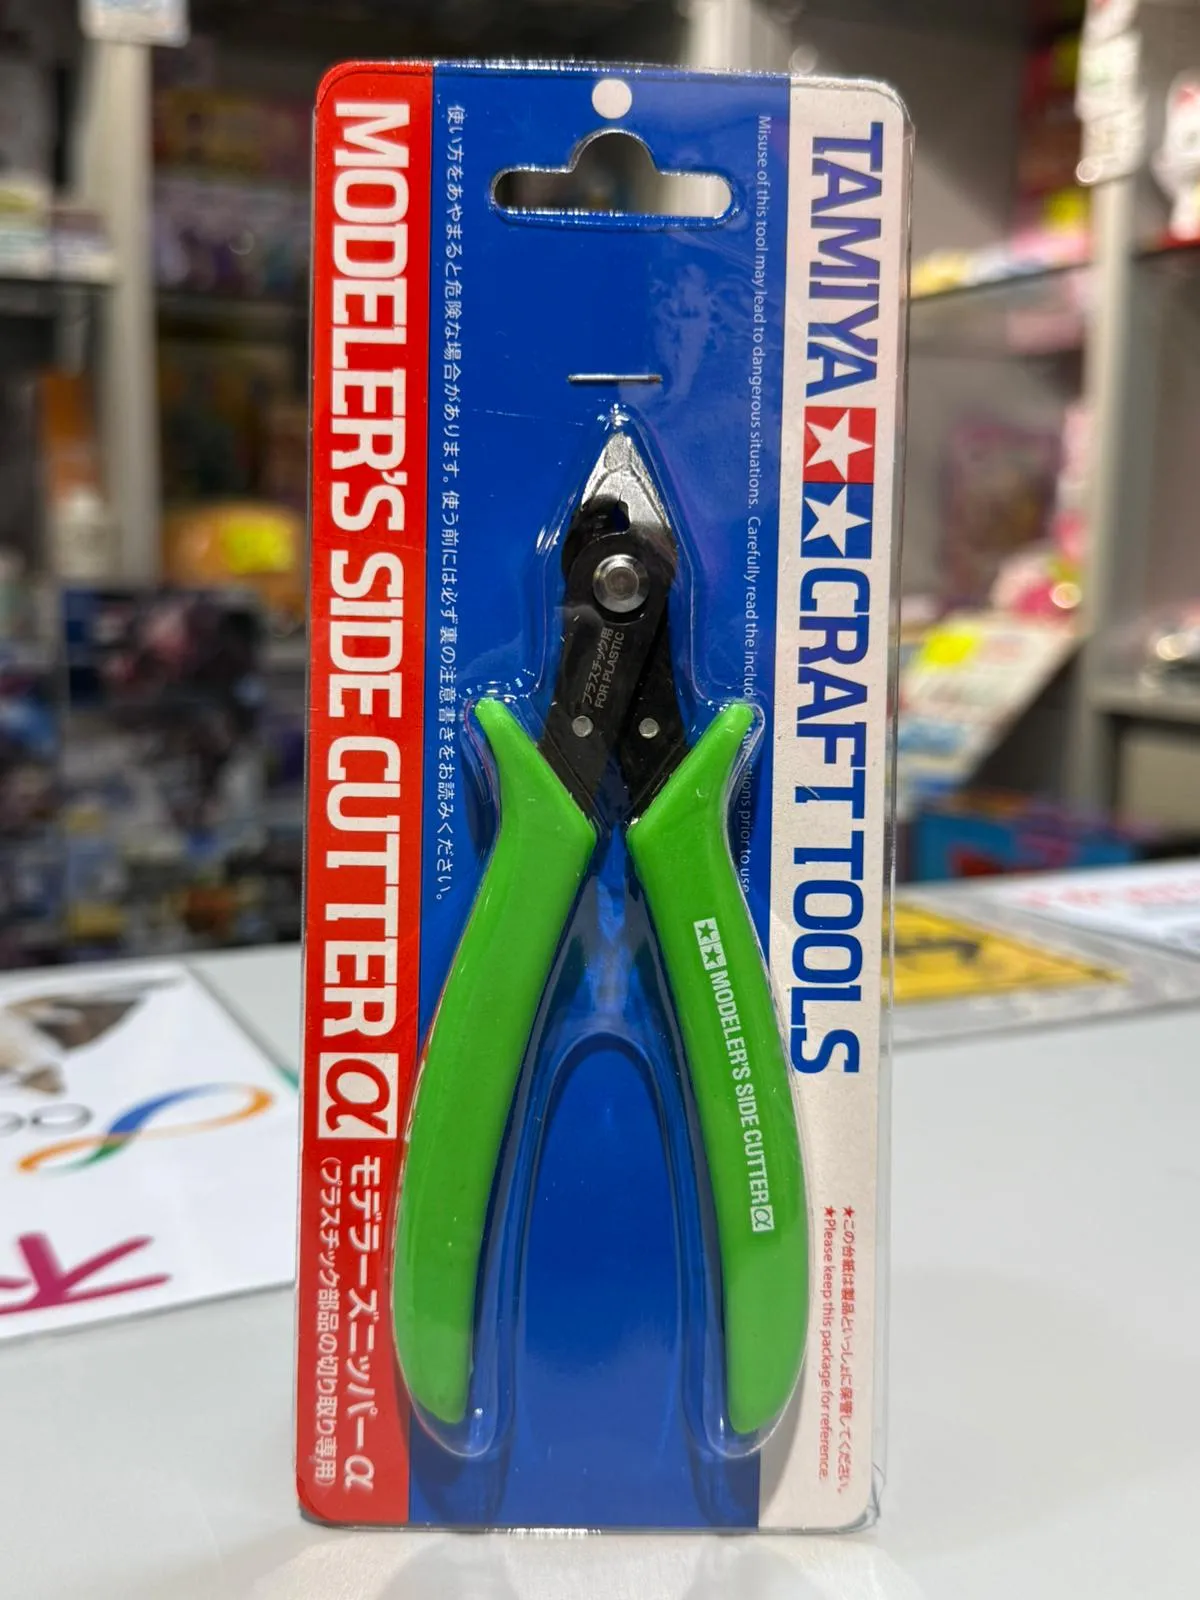 TAMIYA CRAFT TOOLS
Misuse of this tool may lead to dangerous situations. Carefully read the instructions prior to use
使い方をあやまると危険な場合があります。使う前には必ず裏の注意書きをお読みください。
MODELER'S SIDE CUTTER α
モデラーズニッパー α
(プラスチック部品の切り取り専用)
プラスチック用
FOR PLASTIC
MODELER'S SIDE CUTTER α
★この台紙は製品といっしょに保管してください。
★Please keep this package for reference.